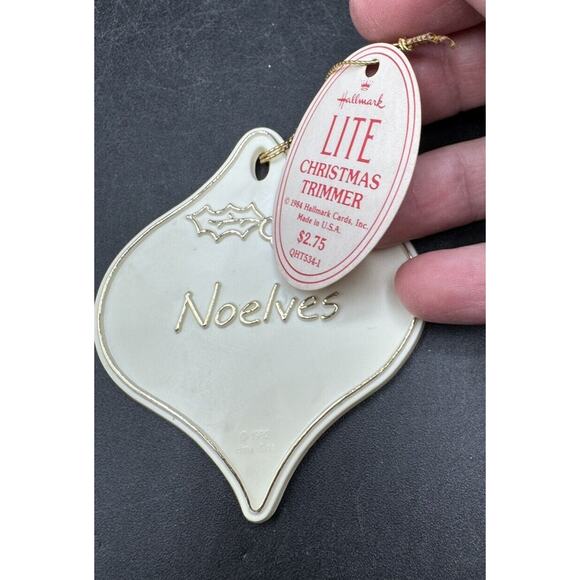 Hallmark
LITE
CHRISTMAS
TRIMMER
© 1984 Hallmark Cards, Inc.
Made in U.S.A.
$2.75
QHT534-1
Noelves
©